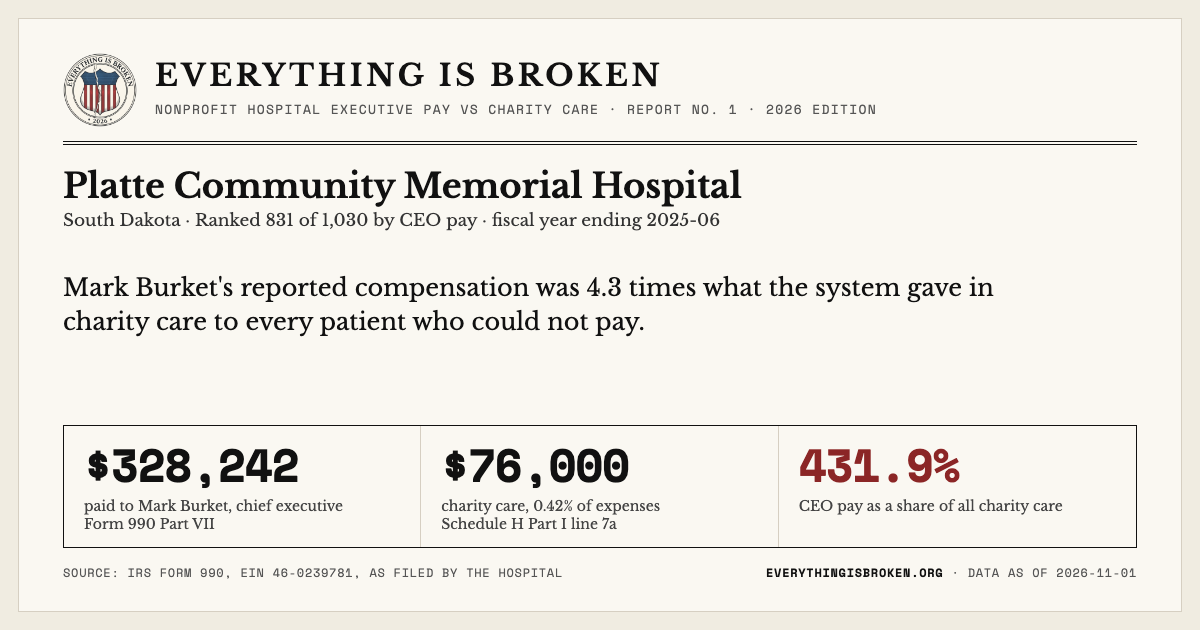 EVERYTHING IS BROKEN
2026
EVERYTHING IS BROKEN
NONPROFIT HOSPITAL EXECUTIVE PAY VS CHARITY CARE · REPORT NO. 1 · 2026 EDITION
Platte Community Memorial Hospital
South Dakota · Ranked 831 of 1,030 by CEO pay · fiscal year ending 2025-06
Mark Burket's reported compensation was 4.3 times what the system gave in
charity care to every patient who could not pay.
$328,242
paid to Mark Burket, chief executive
Form 990 Part VII
$76,000
charity care, 0.42% of expenses
Schedule H Part I line 7a
431.9%
CEO pay as a share of all charity care
SOURCE: IRS FORM 990, EIN 46-0239781, AS FILED BY THE HOSPITAL
EVERYTHINGISBROKEN.ORG · DATA AS OF 2026-11-01